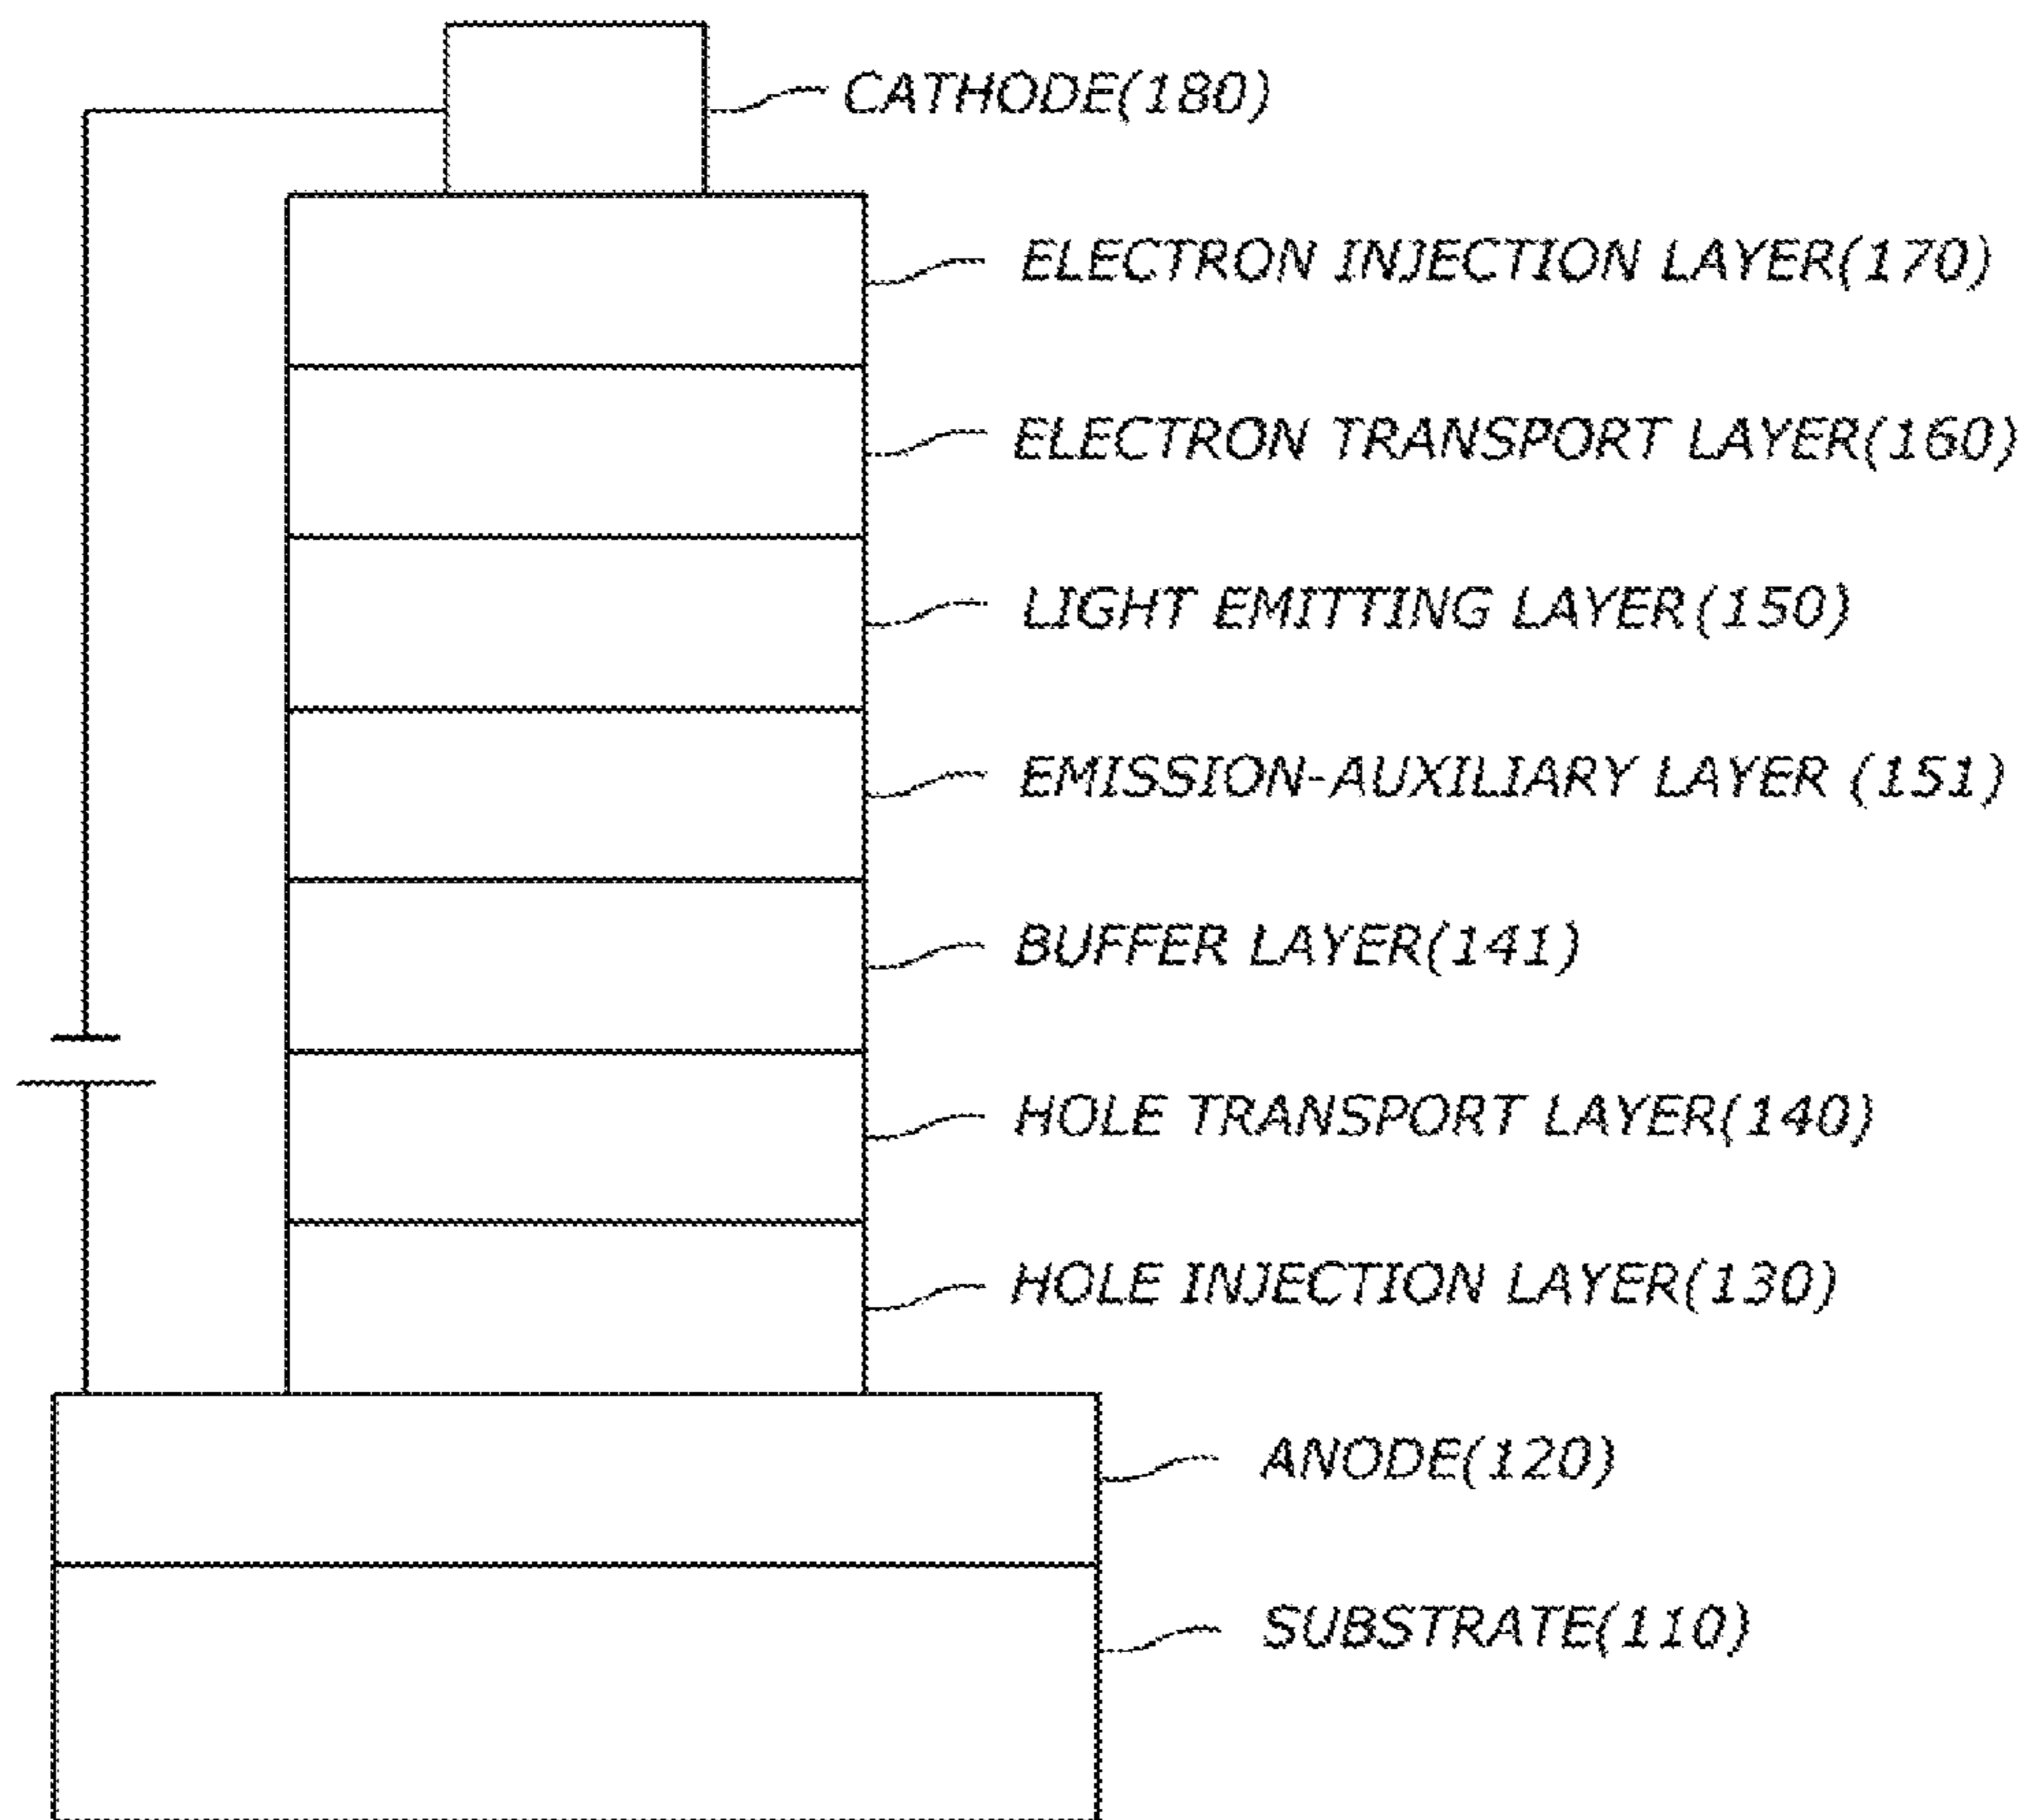 CATHODE(180)
ELECTRON INJECTION LAYER(170)
ELECTRON TRANSPORT LAYER(160)
LIGHT EMITTING LAYER(150)
EMISSION-AUXILIARY LAYER (151)
BUFFER LAYER(141)
HOLE TRANSPORT LAYER(140)
HOLE INJECTION LAYER(130)
ANODE(120)
SUBSTRATE(110)